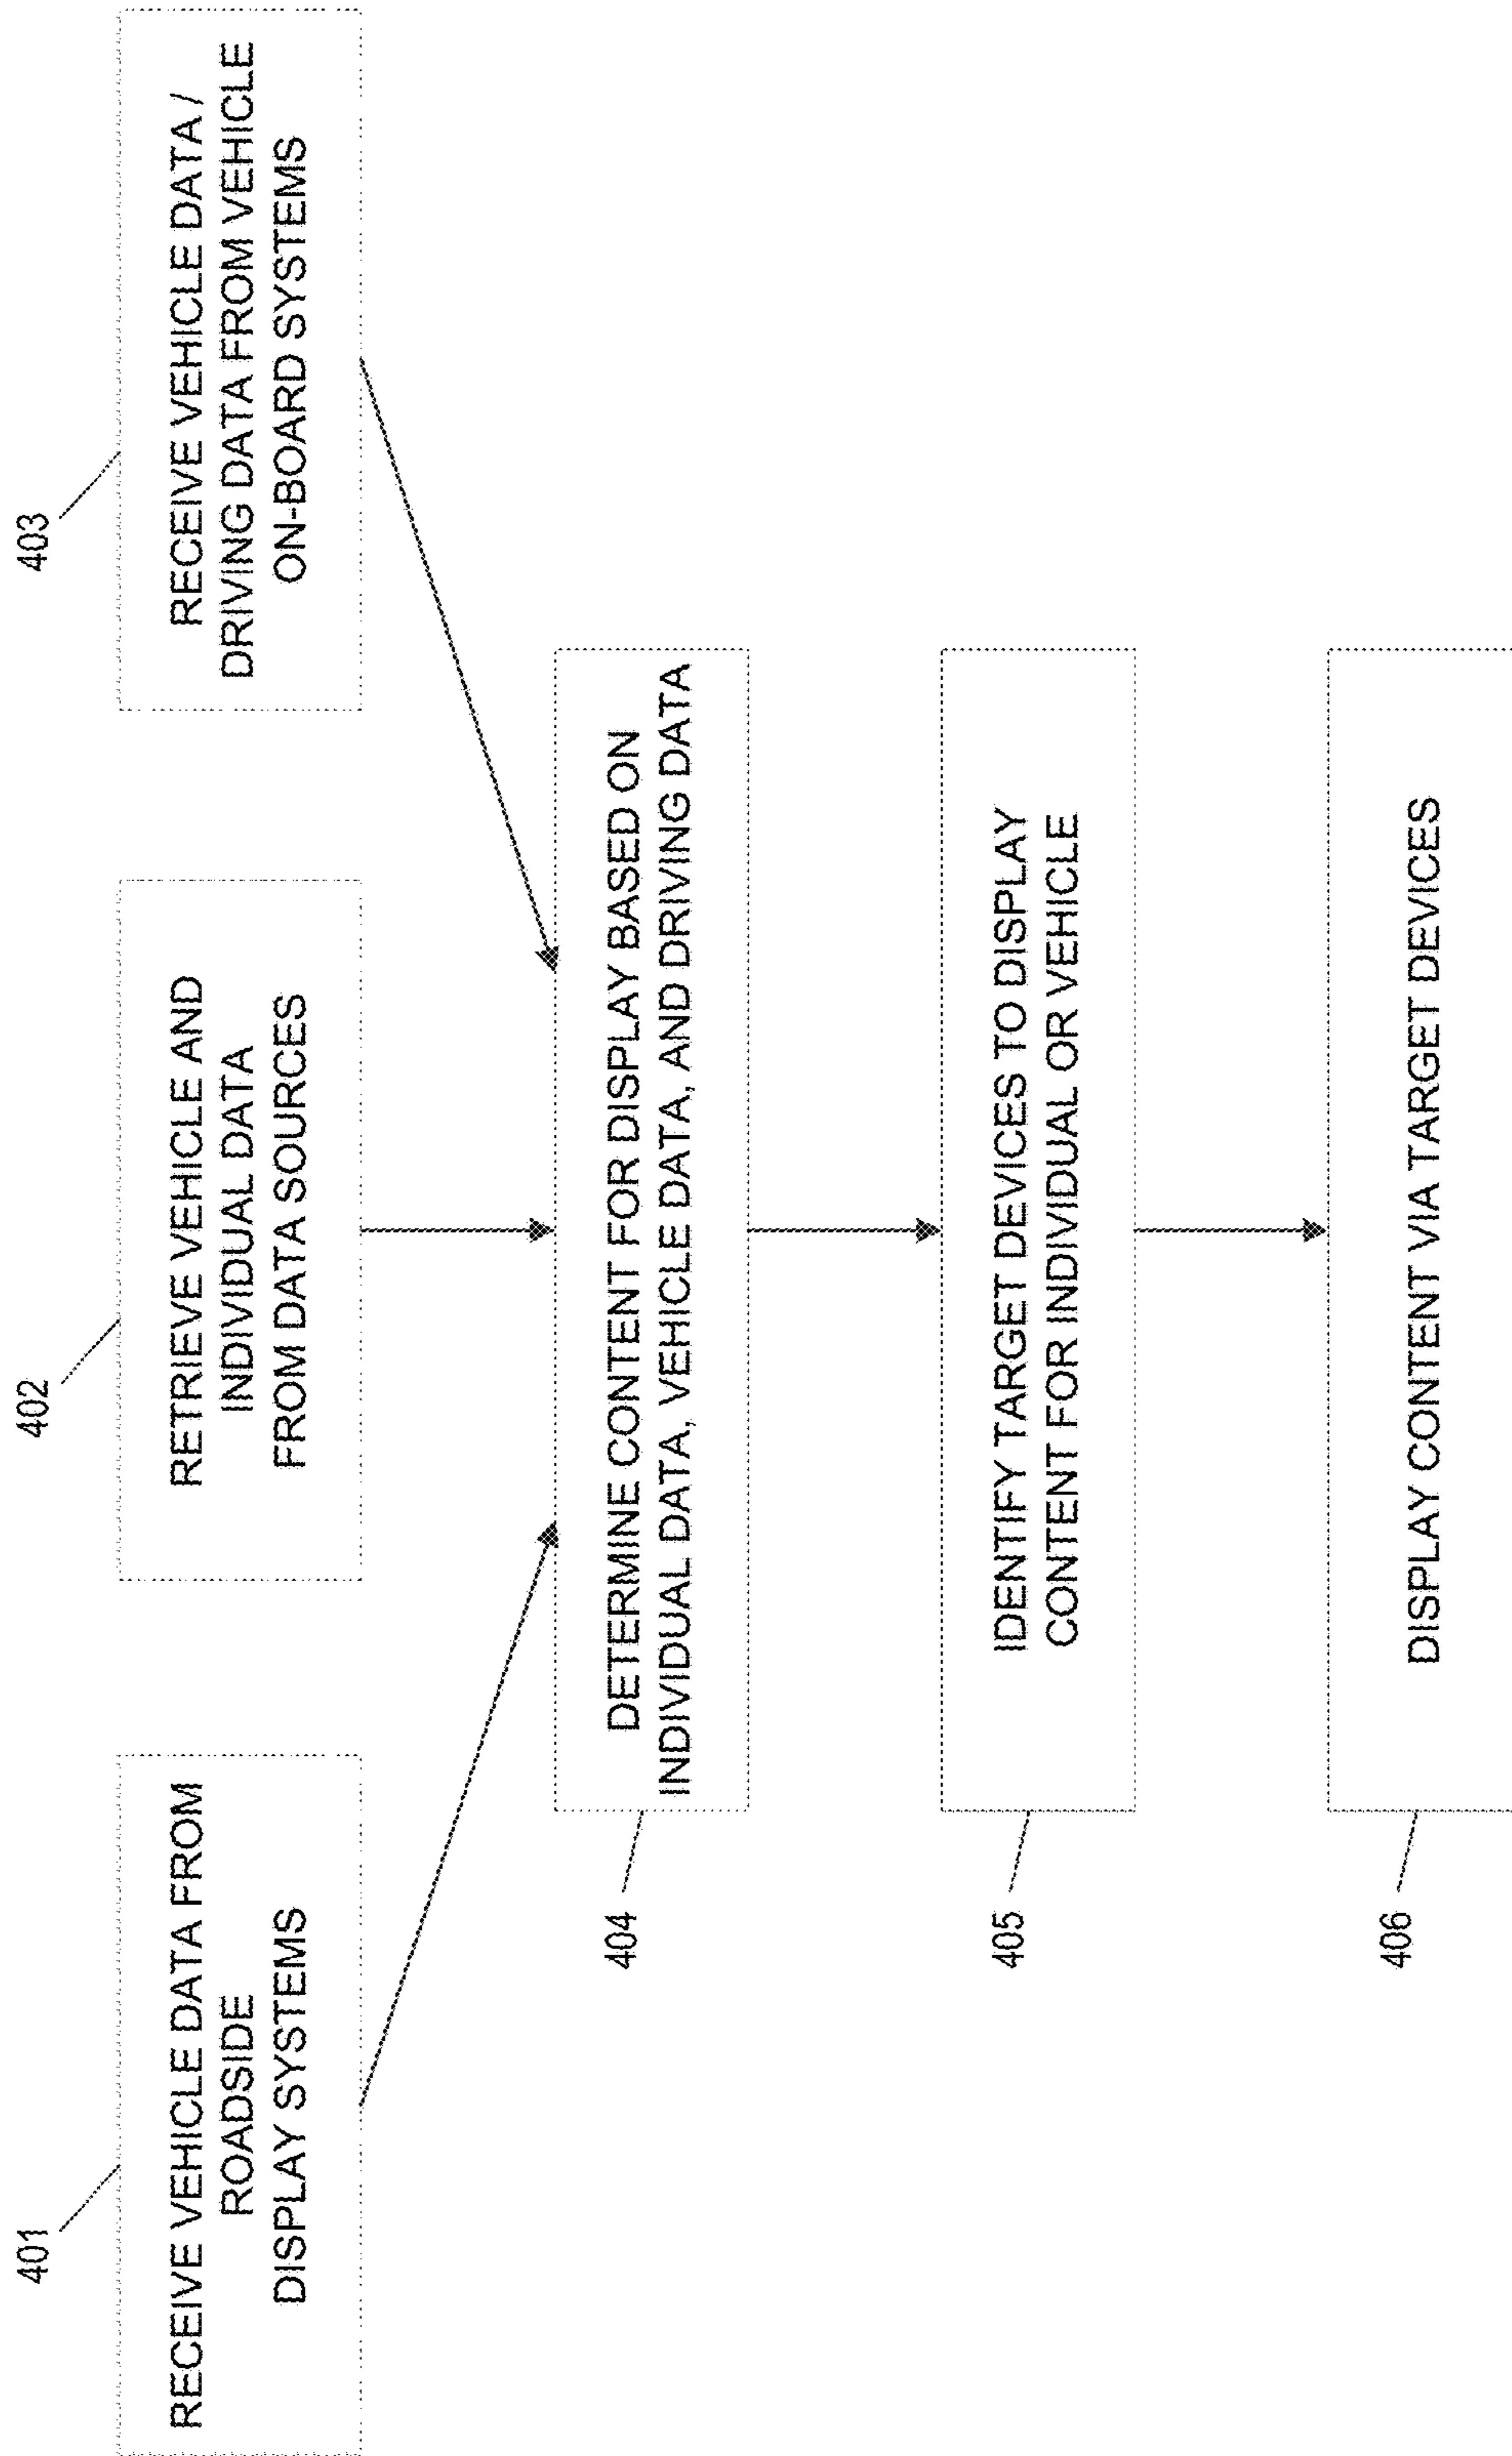 401
RECEIVE VEHICLE DATA FROM
ROADSIDE
DISPLAY SYSTEMS
402
RETRIEVE VEHICLE AND
INDIVIDUAL DATA
FROM DATA SOURCES
403
RECEIVE VEHICLE DATA /
DRIVING DATA FROM VEHICLE
ON-BOARD SYSTEMS
404
DETERMINE CONTENT FOR DISPLAY BASED ON
INDIVIDUAL DATA, VEHICLE DATA, AND DRIVING DATA
405
IDENTIFY TARGET DEVICES TO DISPLAY
CONTENT FOR INDIVIDUAL OR VEHICLE
406
DISPLAY CONTENT VIA TARGET DEVICES